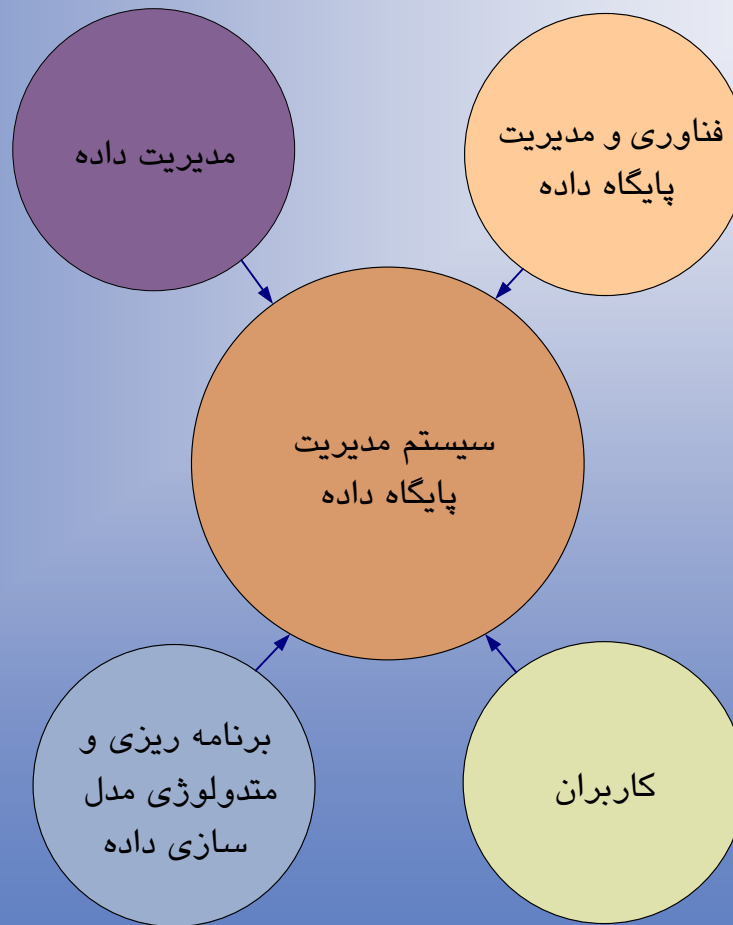 فناوری و مدیریت
پایگاه داده
مدیریت داده
سیستم مدیریت
پایگاه داده
کاربران
برنامه ریزی و
متدولوژی مدل
سازی داده